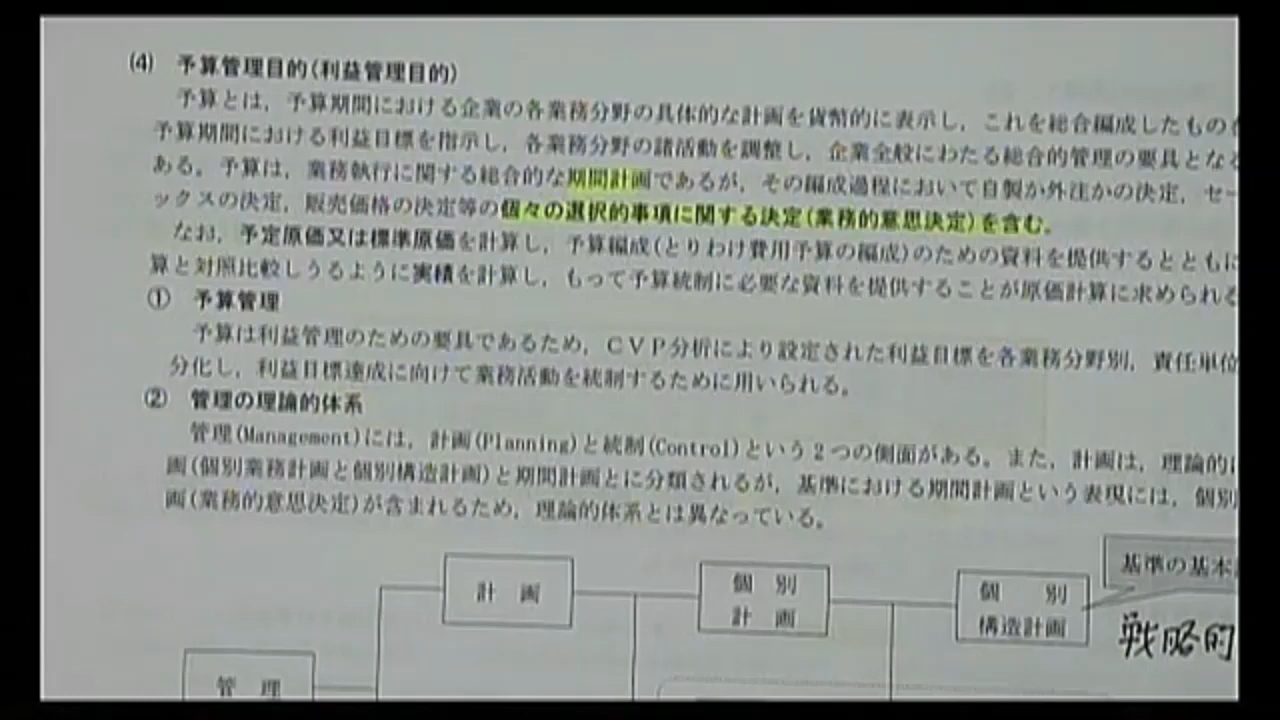 (4) 予算管理目的(利益管理目的)
予算とは，予算期間における企業の各業務分野の具体的な計画を貨幣的に表示し，これを総合編成したものを
予算期間における利益目標を指示し，各業務分野の諸活動を調整し，企業全般にわたる総合的管理の要具となる
ある。予算は，業務執行に関する総合的な期間計画であるが，その編成過程において自製か外注かの決定，セー
ックスの決定，販売価格の決定等の個々の選択的事項に関する決定(業務的意思決定)を含む。
なお，予定原価又は標準原価を計算し，予算編成(とりわけ費用予算の編成)のための資料を提供するとともに
算と対照比較しうるように実績を計算し，もって予算統制に必要な資料を提供することが原価計算に求められる
① 予算管理
予算は利益管理のための要具であるため，ＣＶＰ分析により設定された利益目標を各業務分野別，責任単位
分化し，利益目標達成に向けて業務活動を統制するために用いられる。
② 管理の理論的体系
管理(Management)には，計画(Planning)と統制(Control)という２つの側面がある。また，計画は，理論的に
画(個別業務計画と個別構造計画)と期間計画とに分類されるが，基準における期間計画という表現には，個別
画(業務的意思決定)が含まれるため，理論的体系とは異なっている。
基準の基本
計 画
個 別
計 画
個 別
構造計画
戦略的
管 理